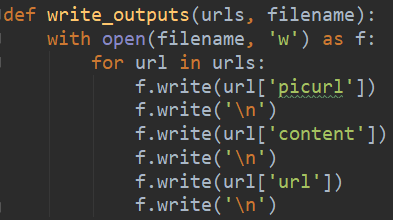 def write_outputs(urls, filename):
    with open(filename, 'w') as f:
        for url in urls:
            f.write(url['picurl'])
            f.write('\n')
            f.write(url['content'])
            f.write('\n')
            f.write(url['url'])
            f.write('\n')